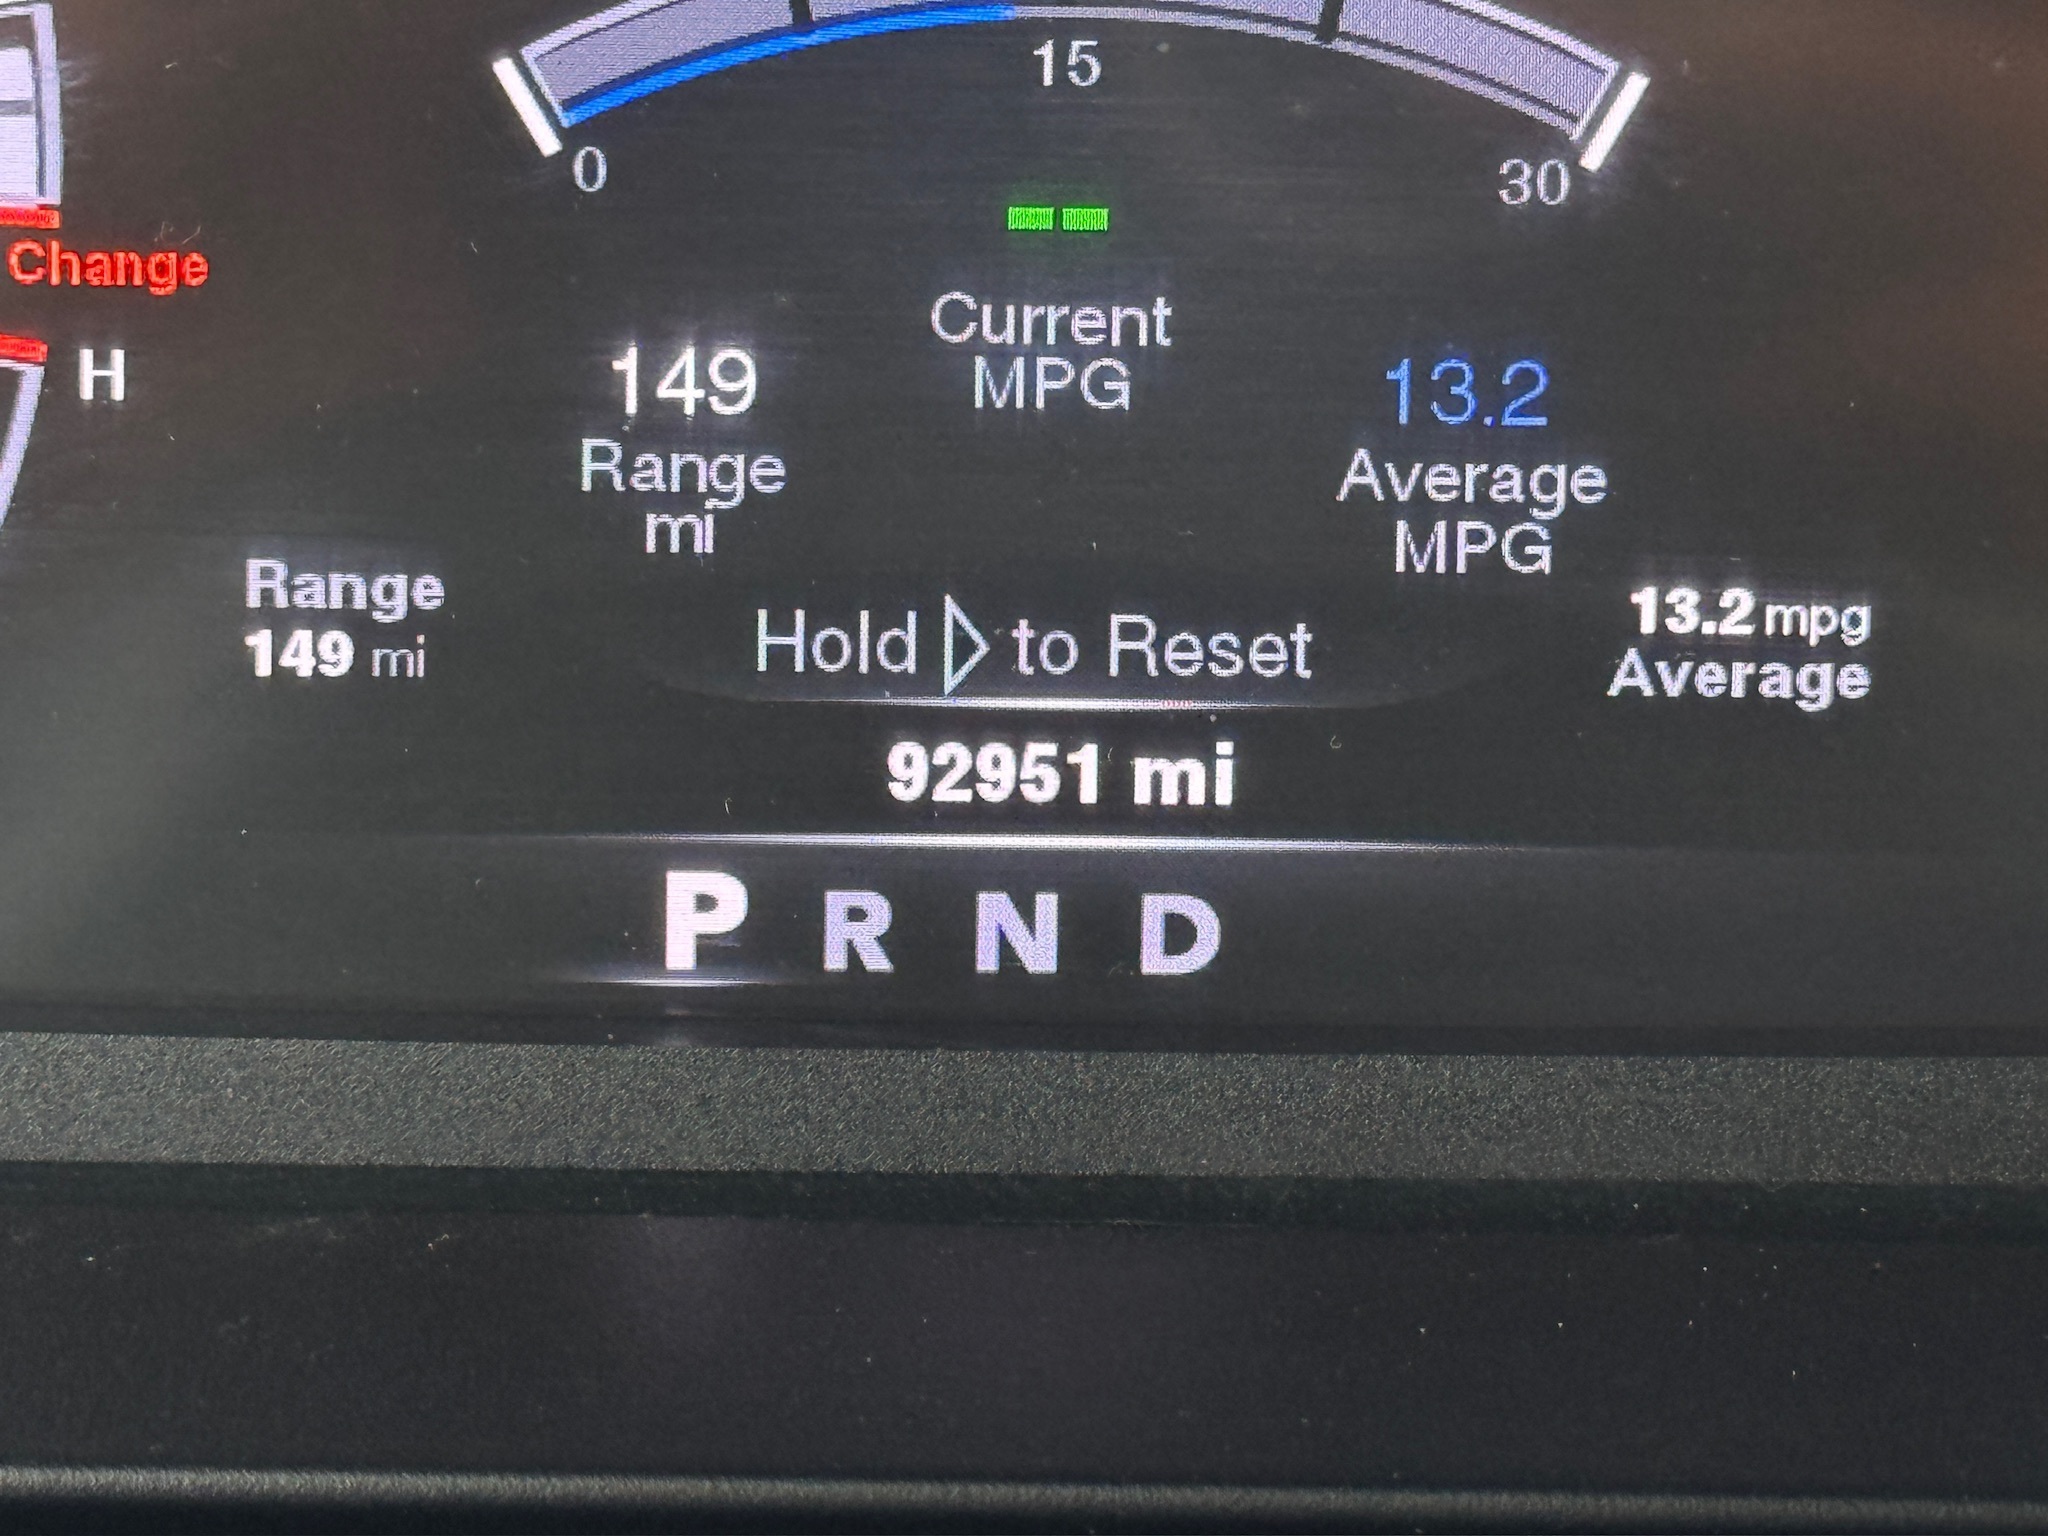 15
0
30
Change
H
Current
MPG
149
Range
mi
13.2
Average
MPG
Range
149 mi
13.2 mpg
Average
Hold ▷ to Reset
92951 mi
P R N D